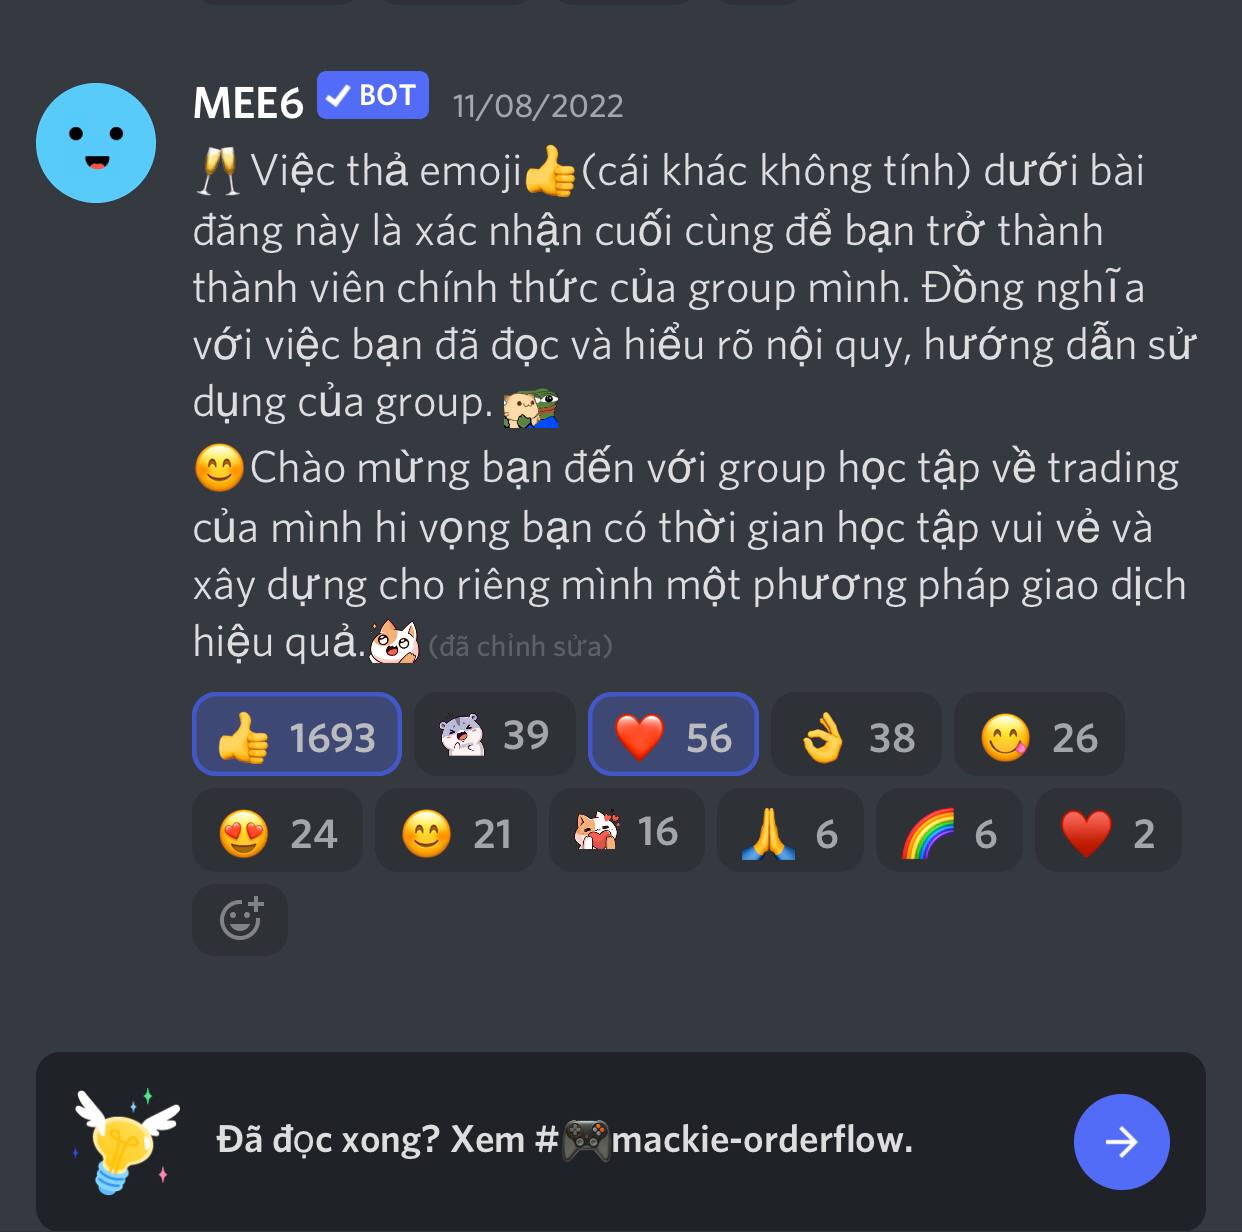 MEE6 ✓ BOT 11/08/2022
🥂 Việc thả emoji👍(cái khác không tính) dưới bài
đăng này là xác nhận cuối cùng để bạn trở thành
thành viên chính thức của group mình. Đồng nghĩa
với việc bạn đã đọc và hiểu rõ nội quy, hướng dẫn sử
dụng của group.
😊Chào mừng bạn đến với group học tập về trading
của mình hi vọng bạn có thời gian học tập vui vẻ và
xây dựng cho riêng mình một phương pháp giao dịch
hiệu quả. (đã chỉnh sửa)
👍 1693 39 ❤️ 56 👌 38 😋 26
😍 24 😊 21 16 🙏 6 🌈 6 ♥️ 2
Đã đọc xong? Xem #🎮mackie-orderflow.